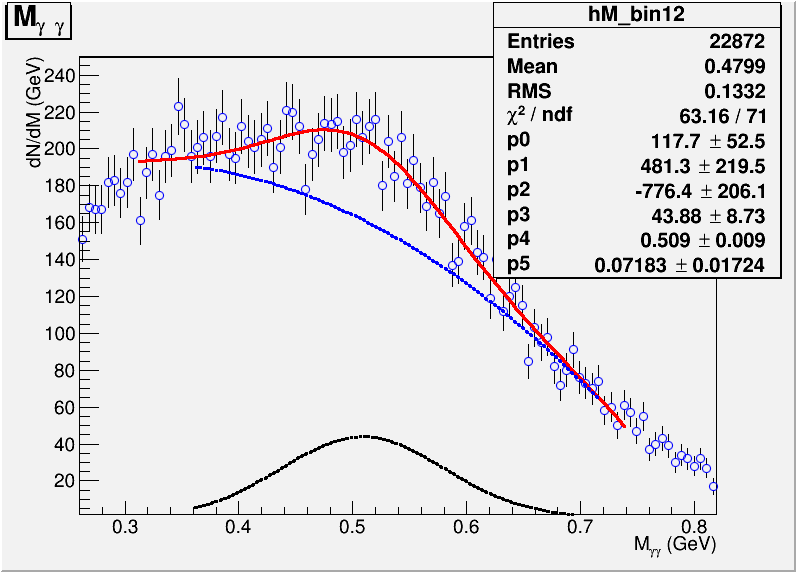 M γ γ
hM_bin12
Entries 22872
Mean 0.4799
RMS 0.1332
χ² / ndf 63.16 / 71
p0 117.7 ± 52.5
p1 481.3 ± 219.5
p2 -776.4 ± 206.1
p3 43.88 ± 8.73
p4 0.509 ± 0.009
p5 0.07183 ± 0.01724
dN/dM (GeV)
240
220
200
180
160
140
120
100
80
60
40
20
0.3 0.4 0.5 0.6 0.7 0.8
Mγγ (GeV)